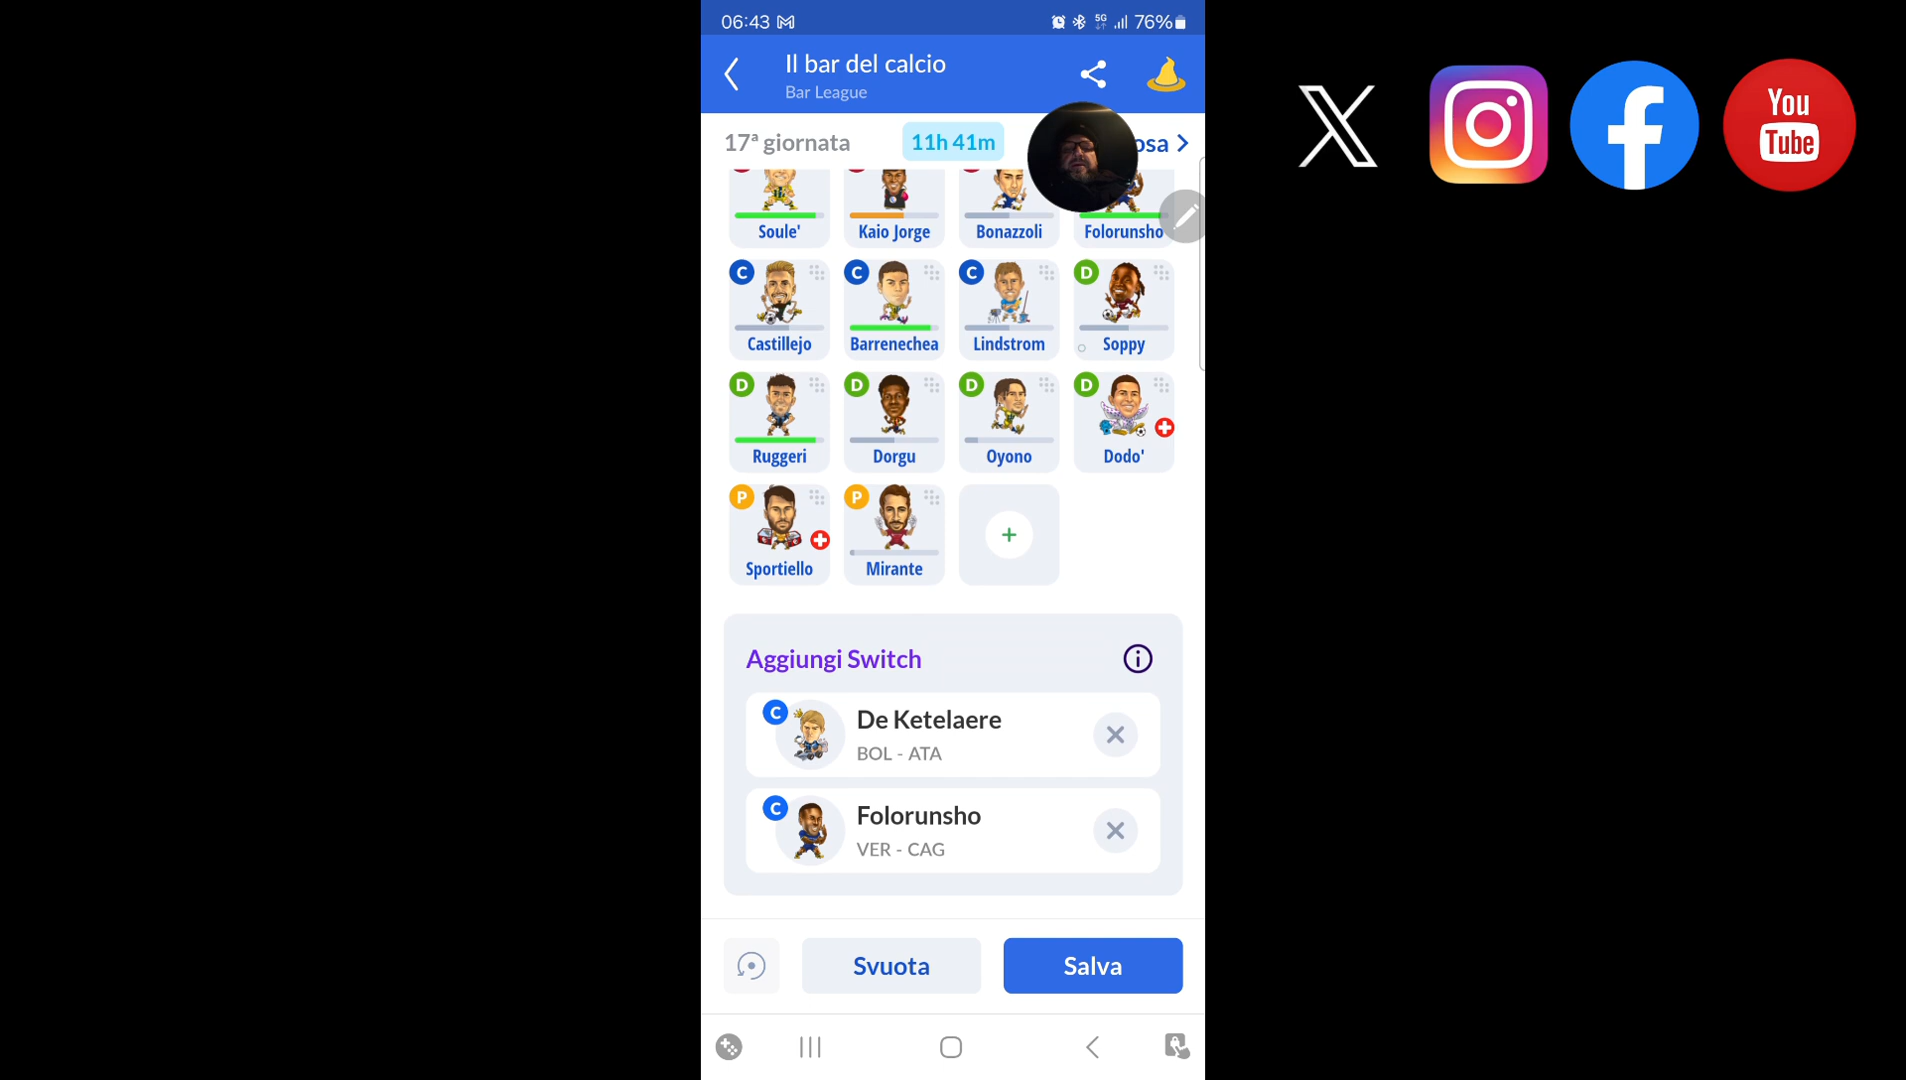 06:43
5G
76%
Il bar del calcio
Bar League
17ª giornata
11h 41m
osa
Soule'
Kaio Jorge
Bonazzoli
Folorunsho
C
C
C
D
Castillejo
Barrenechea
Lindstrom
Soppy
D
D
D
D
Ruggeri
Dorgu
Oyono
Dodo'
P
P
Sportiello
Mirante
Aggiungi Switch
C
De Ketelaere
BOL - ATA
C
Folorunsho
VER - CAG
Svuota
Salva
You
Tube